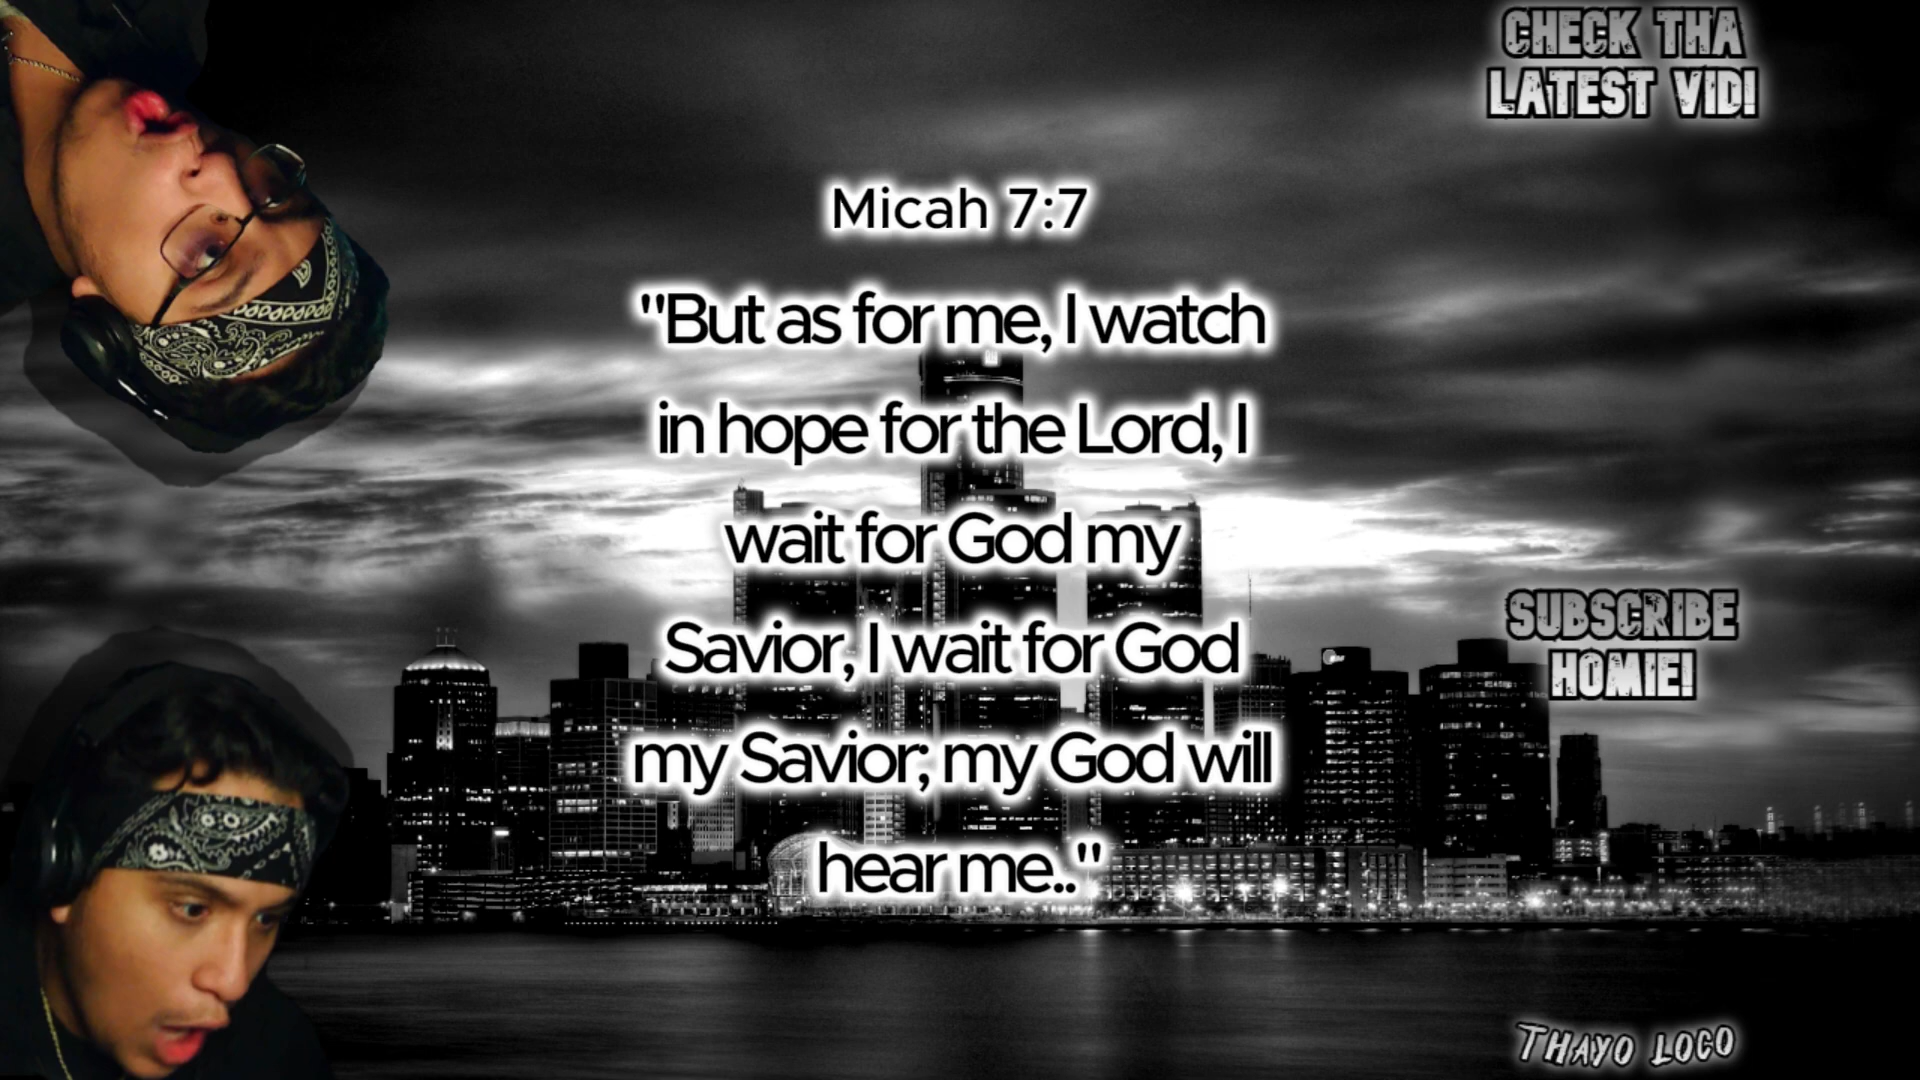 CHECK THA
LATEST VID!
Micah 7:7
"But as for me, I watch
in hope for the Lord, I
wait for God my
Savior, I wait for God
my Savior; my God will
hear me.."
SUBSCRIBE
HOMIE!
THAYO LOCO